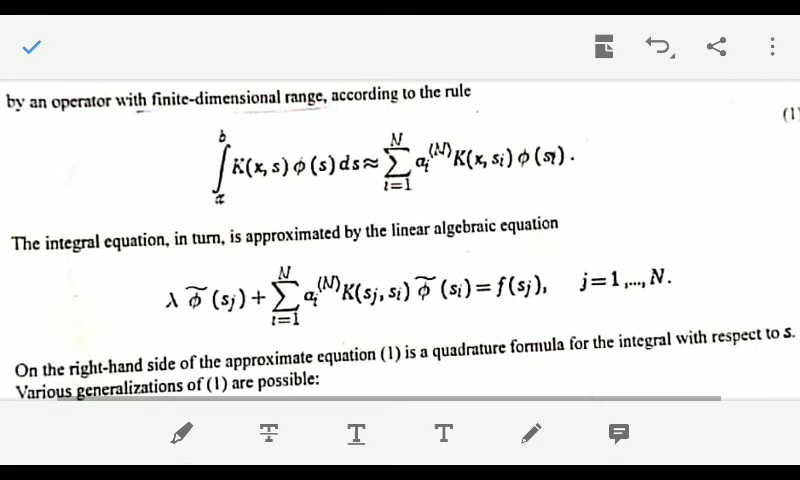 by an operator with finite-dimensional range, according to the rule
(1
∫_a^b K(x, s) ϕ (s) ds ≈ ∑_{i=1}^N a_i^{(N)} K(x, s_i) ϕ (s_i) .
The integral equation, in turn, is approximated by the linear algebraic equation
λ ϕ̃ (s_j) + ∑_{i=1}^N a_i^{(N)} K(s_j, s_i) ϕ̃ (s_i) = f(s_j), j=1,..., N.
On the right-hand side of the approximate equation (1) is a quadrature formula for the integral with respect to s.
Various generalizations of (1) are possible:
T T T